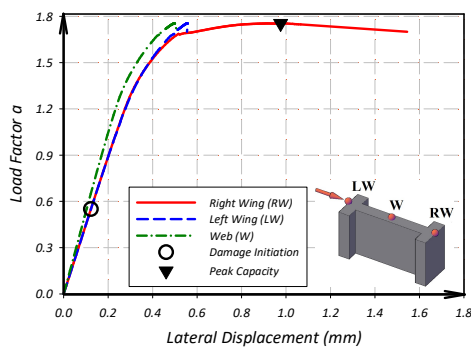 Load Factor a
1.8
1.5
1.2
0.9
0.6
0.3
0.0
LW
W
RW
Right Wing (RW)
Left Wing (LW)
Web (W)
Damage Initiation
Peak Capacity
0.0 0.2 0.4 0.6 0.8 1.0 1.2 1.4 1.6 1.8
Lateral Displacement (mm)